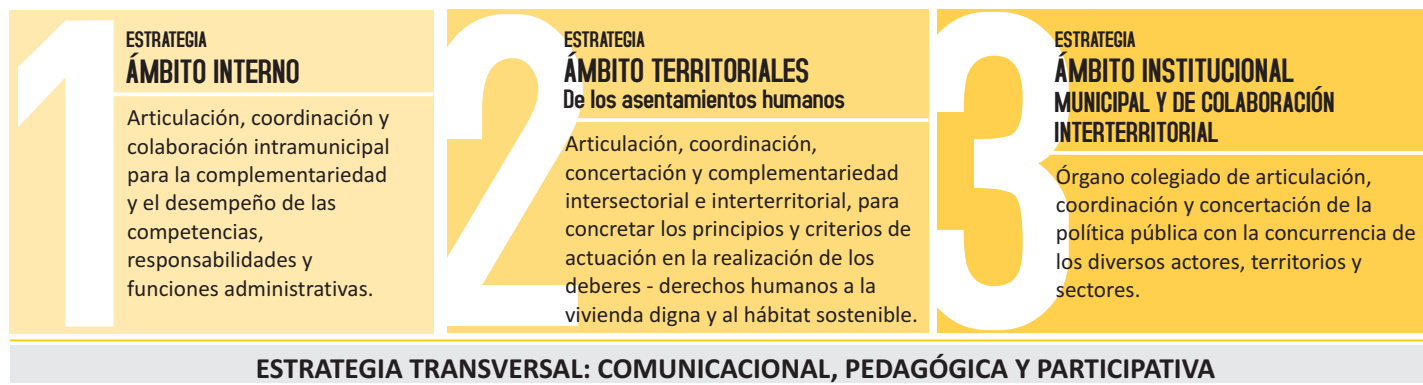 1
ESTRATEGIA
ÁMBITO INTERNO
Articulación, coordinación y
colaboración intramunicipal
para la complementariedad
y el desempeño de las
competencias,
responsabilidades y
funciones administrativas.
2
ESTRATEGIA
ÁMBITO TERRITORIALES
De los asentamientos humanos
Articulación, coordinación,
concertación y complementariedad
intersectorial e interterritorial, para
concretar los principios y criterios de
actuación en la realización de los
deberes - derechos humanos a la
vivienda digna y al hábitat sostenible.
3
ESTRATEGIA
ÁMBITO INSTITUCIONAL
MUNICIPAL Y DE COLABORACIÓN
INTERTERRITORIAL
Órgano colegiado de articulación,
coordinación y concertación de la
política pública con la concurrencia de
los diversos actores, territorios y
sectores.
ESTRATEGIA TRANSVERSAL: COMUNICACIONAL, PEDAGÓGICA Y PARTICIPATIVA